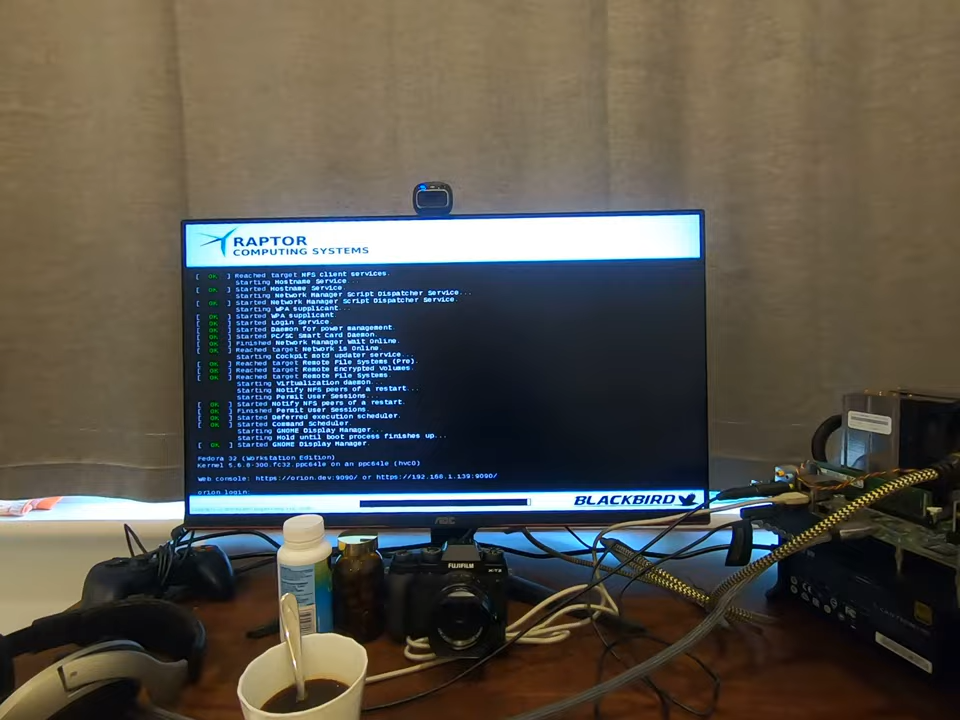 RAPTOR
COMPUTING SYSTEMS
[ OK ] Reached target NFS client services.
Starting Hostname Service...
[ OK ] Started Hostname Service.
Starting Network Manager Script Dispatcher Service...
[ OK ] Started Network Manager Script Dispatcher Service.
Starting WPA supplicant...
[ OK ] Started WPA supplicant.
[ OK ] Started Login Service.
[ OK ] Started Daemon for power management.
[ OK ] Started PC/SC Smart Card Daemon.
[ OK ] Finished Network Manager Wait Online.
[ OK ] Reached target Network is Online.
Starting Cockpit motd updater service...
[ OK ] Reached target Remote File Systems (Pre).
[ OK ] Reached target Remote Encrypted Volumes.
[ OK ] Reached target Remote File Systems.
Starting Virtualization daemon...
Starting Notify NFS peers of a restart...
Starting Permit User Sessions...
[ OK ] Started Notify NFS peers of a restart.
[ OK ] Finished Permit User Sessions.
[ OK ] Started Deferred execution scheduler.
[ OK ] Started Command Scheduler.
Starting GNOME Display Manager...
Starting Hold until boot process finishes up...
[ OK ] Started GNOME Display Manager.
Fedora 32 (Workstation Edition)
Kernel 5.6.8-300.fc32.ppc64le on an ppc64le (hvc0)
Web console: https://orion.dev:9090/ or https://192.168.1.139:9090/
orion login:
BLACKBIRD
AOC
FUJIFILM